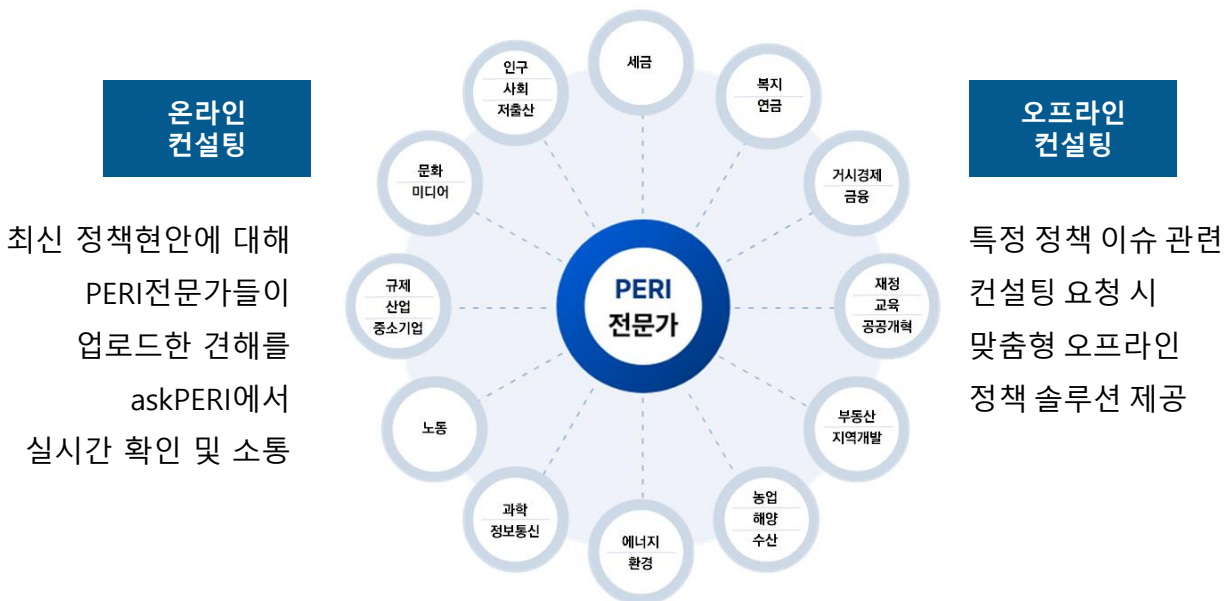 온라인
컨설팅
최신 정책현안에 대해
PERI전문가들이
업로드한 견해를
askPERI에서
실시간 확인 및 소통
PERI
전문가
세금
복지
연금
거시경제
금융
재정
교육
공공개혁
부동산
지역개발
농업
해양
수산
에너지
환경
과학
정보통신
노동
규제
산업
중소기업
문화
미디어
인구
사회
저출산
오프라인
컨설팅
특정 정책 이슈 관련
컨설팅 요청 시
맞춤형 오프라인
정책 솔루션 제공